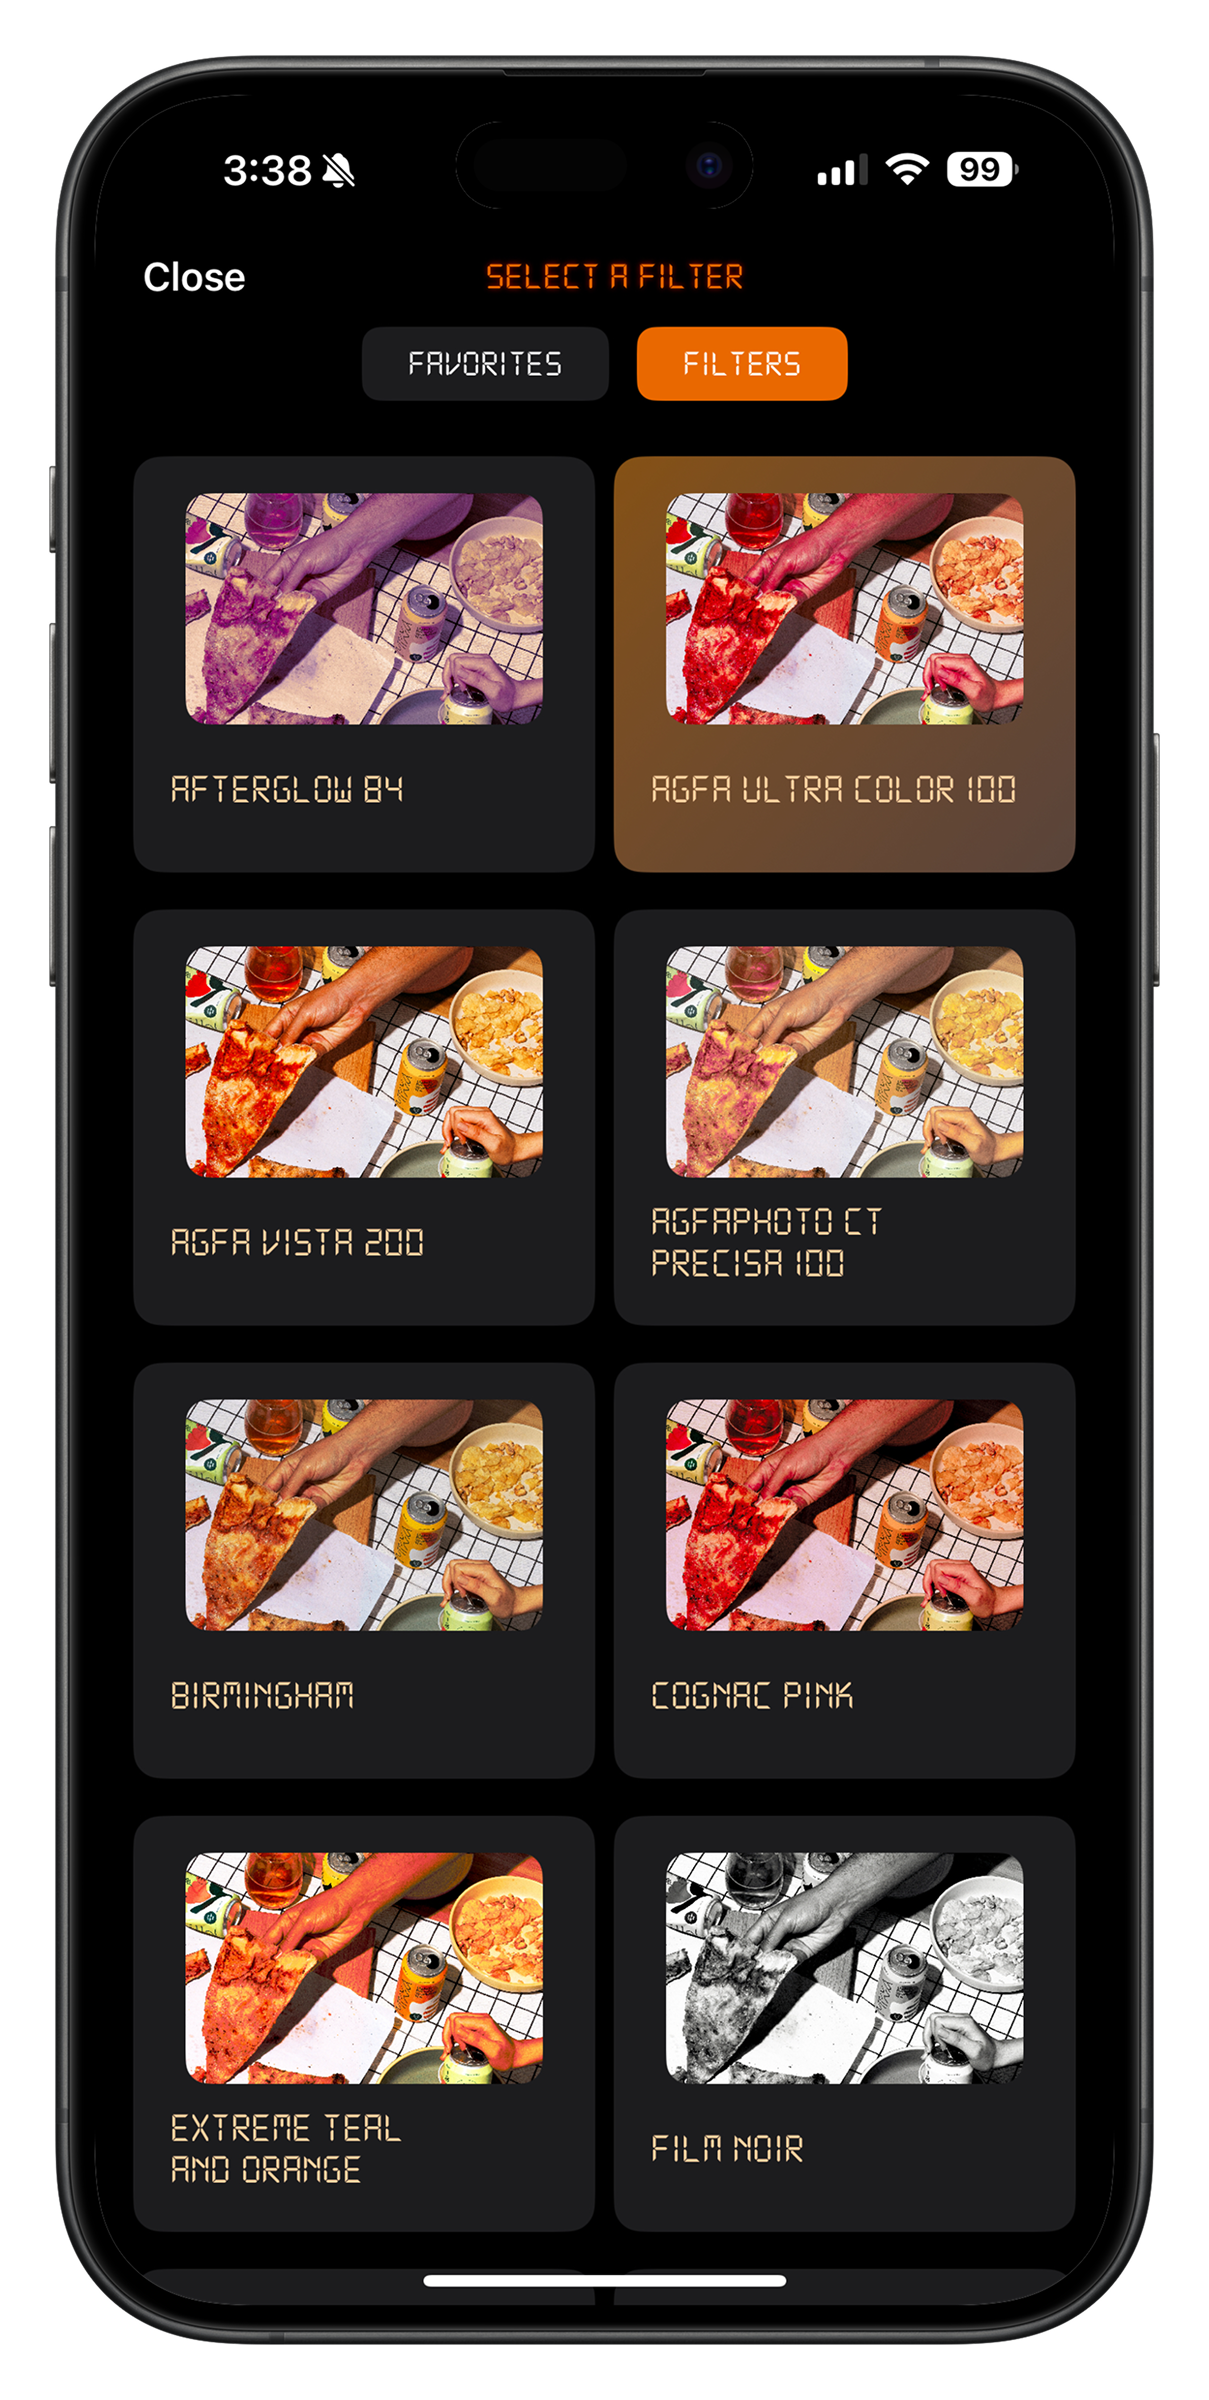 3:38
99
Close
SELECT A FILTER
FAVORITES
FILTERS
AFTERGLOW 84
AGFA ULTRA COLOR 100
AGFA VISTA 200
AGFAPHOTO CT
PRECISA 100
BIRMINGHAM
COGNAC PINK
EXTREME TEAL
AND ORANGE
FILM NOIR